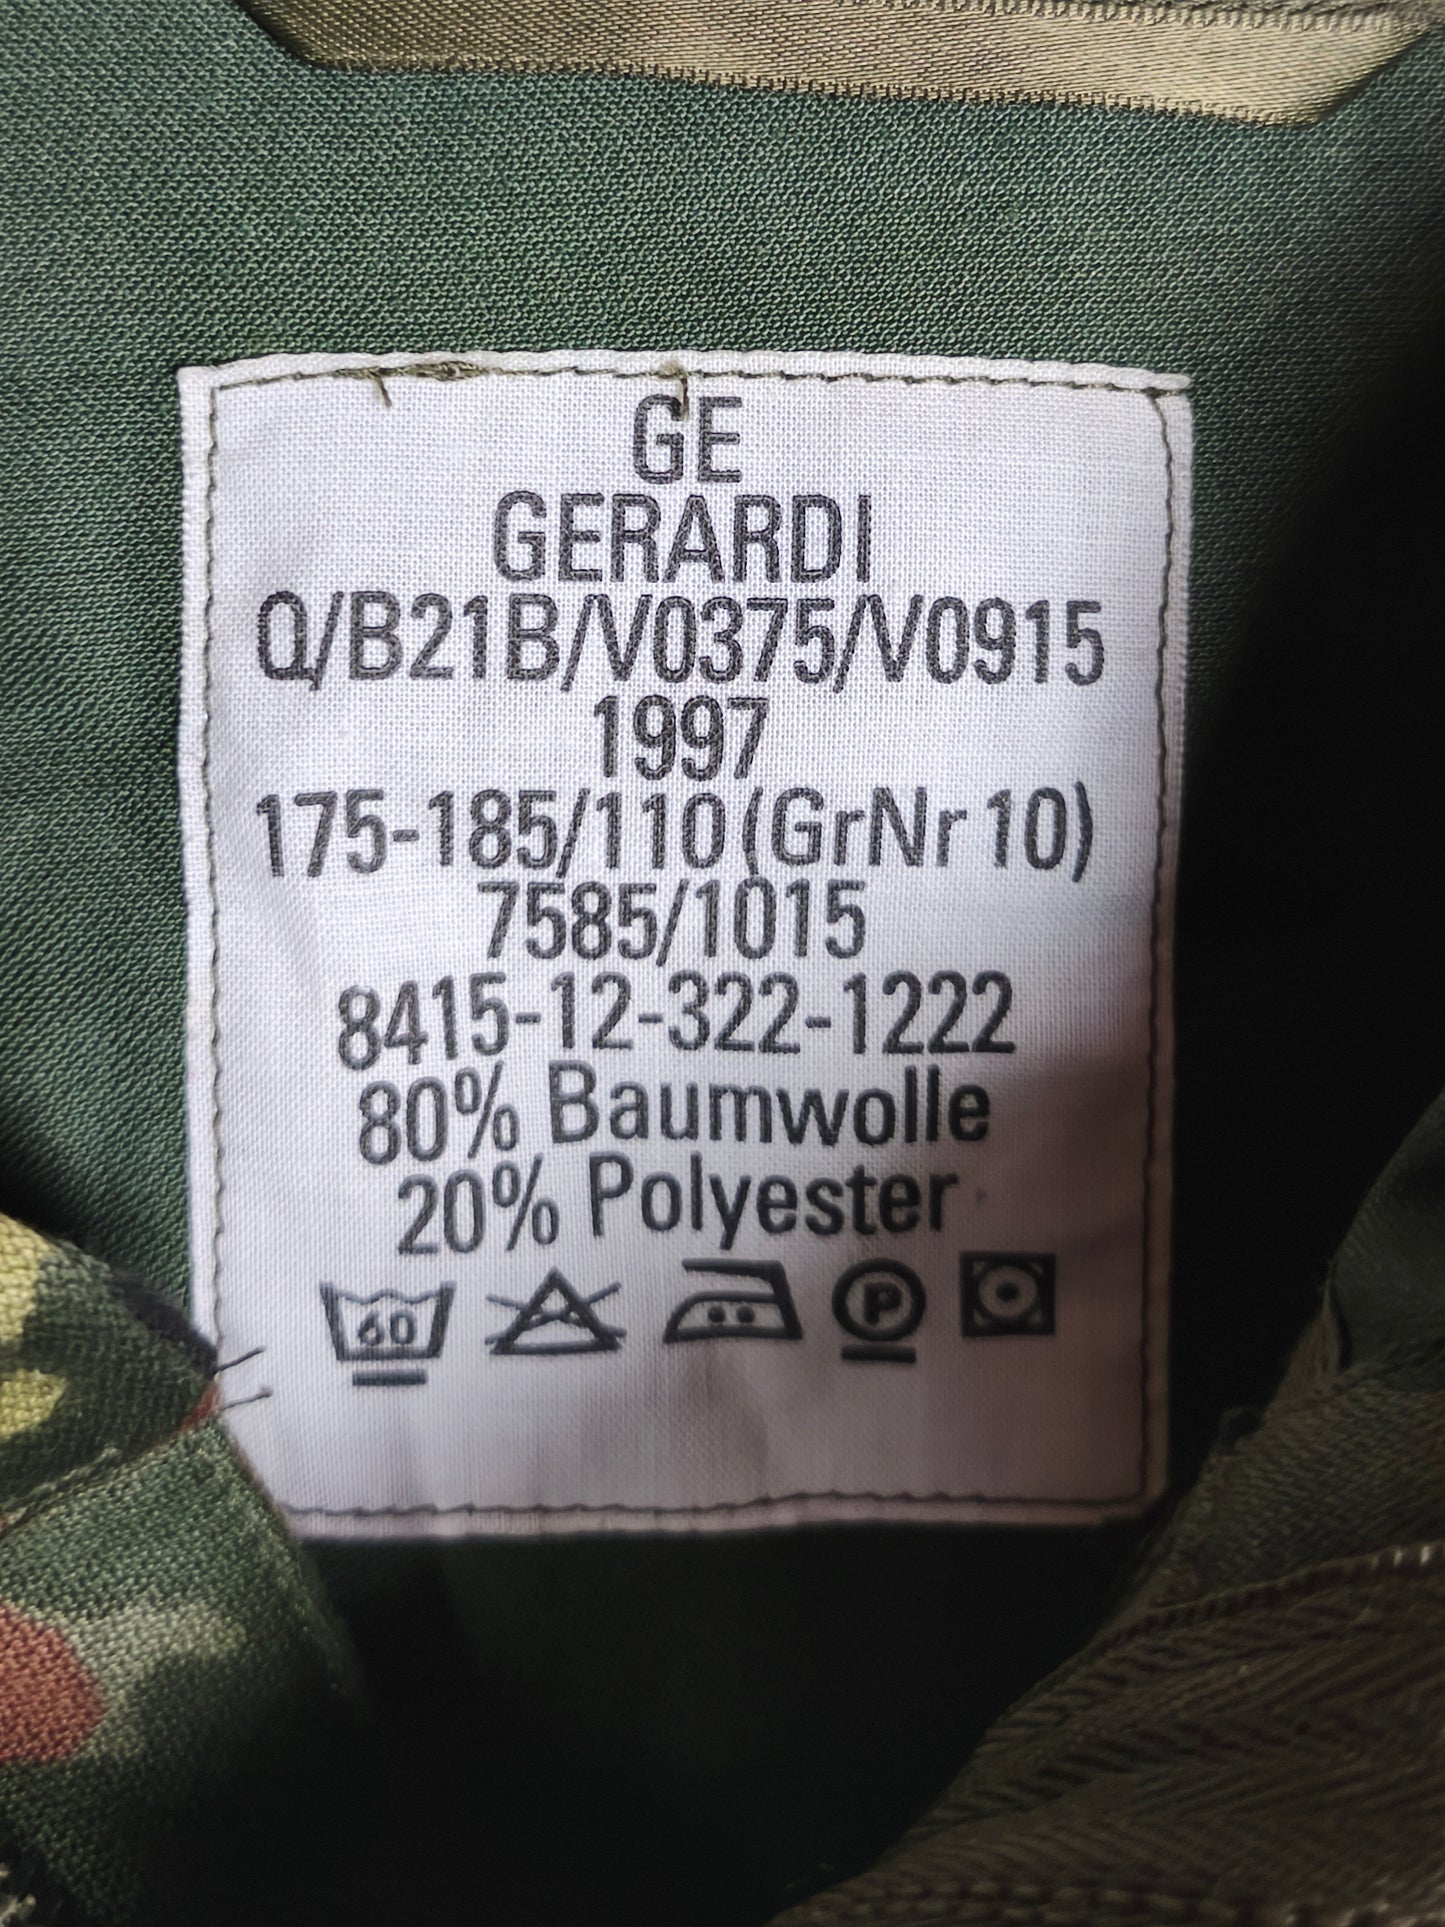 GE
GERARDI
Q/B21B/V0375/V0915
1997
175-185/110(GrNr 10)
7585/1015
8415-12-322-1222
80% Baumwolle
20% Polyester
60 P